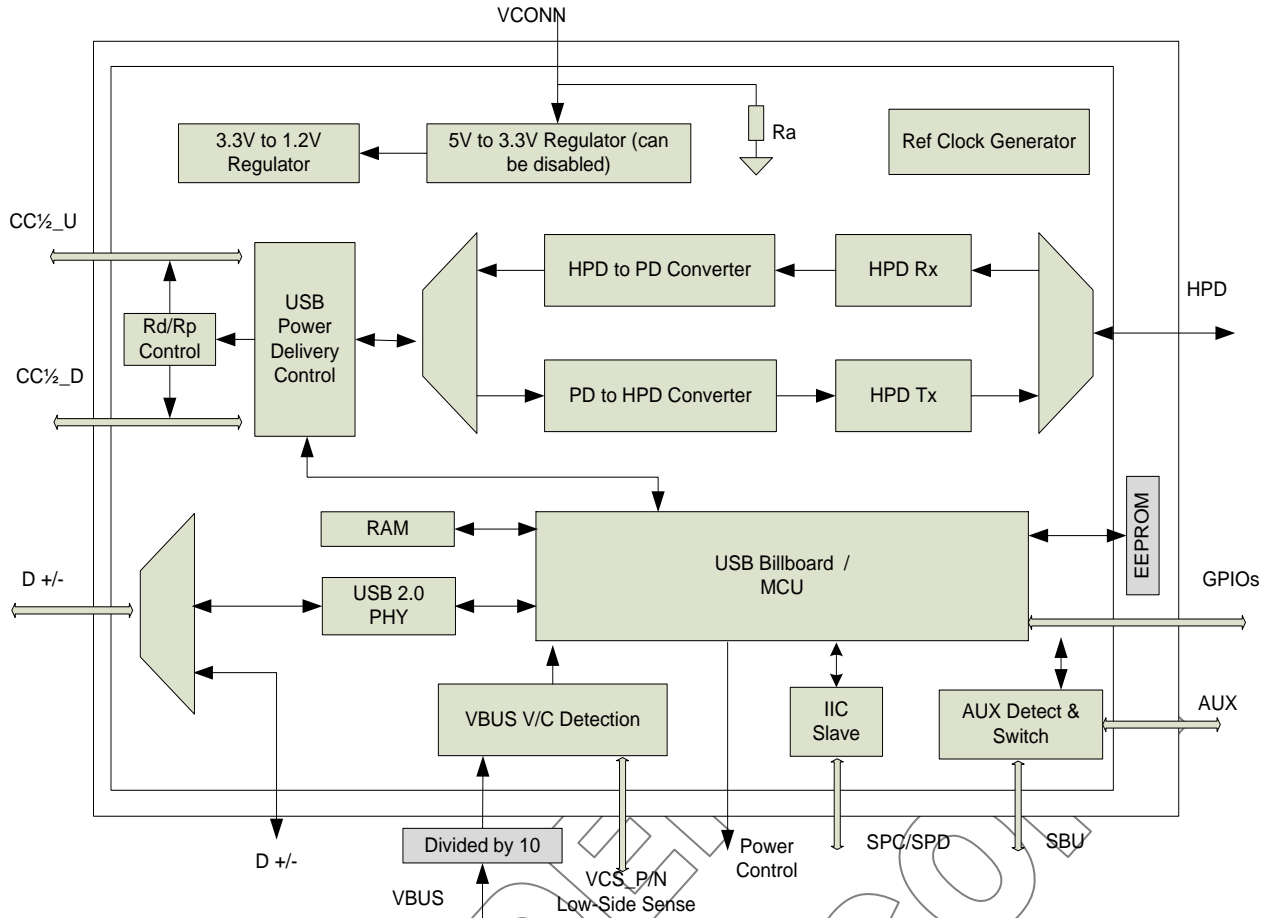 VCONN
3.3V to 1.2V
Regulator
5V to 3.3V Regulator (can
be disabled)
Ra
Ref Clock Generator
CC½_U
HPD to PD Converter
HPD Rx
HPD
USB
Power
Delivery
Control
Rd/Rp
Control
CC½_D
PD to HPD Converter
HPD Tx
RAM
USB Billboard /
MCU
EEPROM
D +/-
USB 2.0
PHY
GPIOs
VBUS V/C Detection
IIC
Slave
AUX Detect &
Switch
AUX
Divided by 10
D +/-
Power
Control
SPC/SPD
SBU
VBUS
VCS_P/N
Low-Side Sense